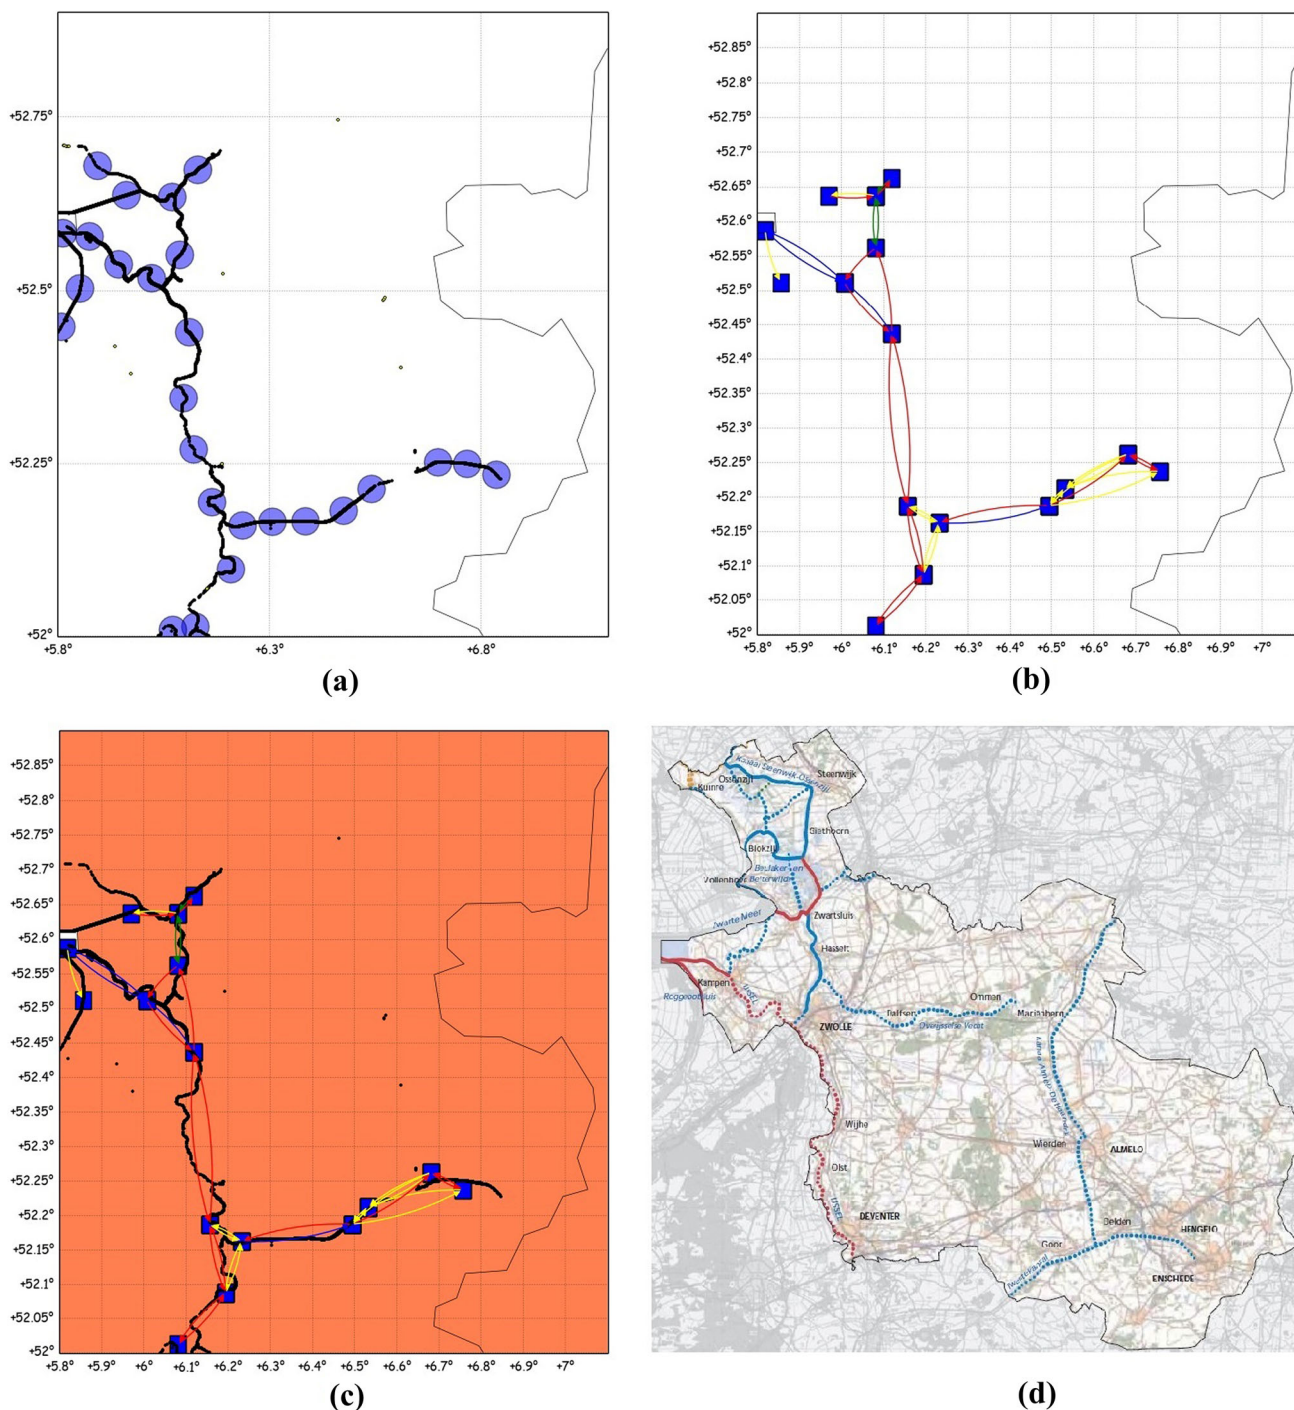 +52.75°
+52.5°
+52.25°
+52°
+5.8°
+6.3°
+6.8°
(a)
+52.85°
+52.8°
+52.75°
+52.7°
+52.65°
+52.6°
+52.55°
+52.5°
+52.45°
+52.4°
+52.35°
+52.3°
+52.25°
+52.2°
+52.15°
+52.1°
+52.05°
+52°
+5.8°
+5.9°
+6°
+6.1°
+6.2°
+6.3°
+6.4°
+6.5°
+6.6°
+6.7°
+6.8°
+6.9°
+7°
(b)
+52.85°
+52.8°
+52.75°
+52.7°
+52.65°
+52.6°
+52.55°
+52.5°
+52.45°
+52.4°
+52.35°
+52.3°
+52.25°
+52.2°
+52.15°
+52.1°
+52.05°
+52°
+5.8°
+5.9°
+6°
+6.1°
+6.2°
+6.3°
+6.4°
+6.5°
+6.6°
+6.7°
+6.8°
+6.9°
+7°
(c)
Steenwijk
Kuinre
Giethoorn
Zwarte Meer
Zwartsluis
Hasselt
Kampen
IJSSEL
Ommen
Dalfsen
Mariënberg
Overijsselse Vecht
ZWOLLE
Wijhe
Wierden
ALMELO
Olst
IJSSEL
DEVENTER
Delden
HENGELO
Goor
ENSCHEDE
(d)